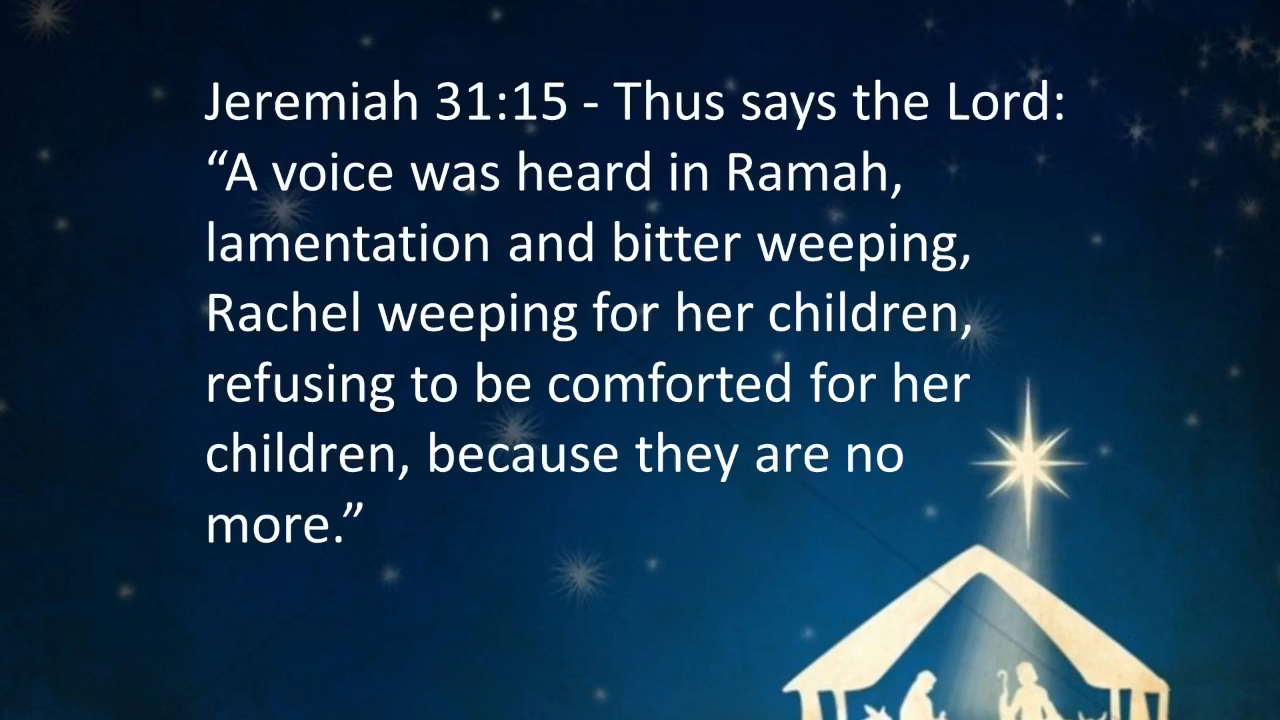 Jeremiah 31:15 - Thus says the Lord:
“A voice was heard in Ramah,
lamentation and bitter weeping,
Rachel weeping for her children,
refusing to be comforted for her
children, because they are no
more.”